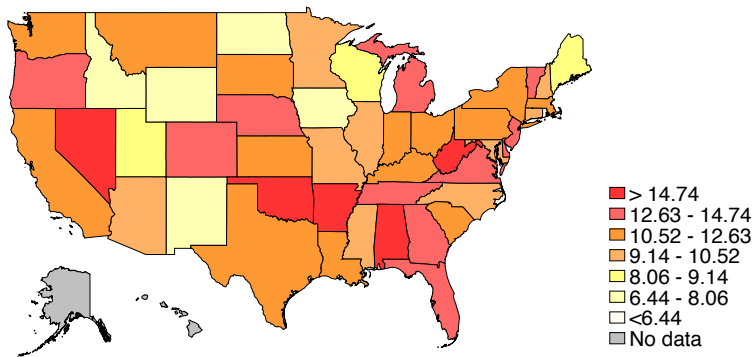 > 14.74
12.63 - 14.74
10.52 - 12.63
9.14 - 10.52
8.06 - 9.14
6.44 - 8.06
<6.44
No data